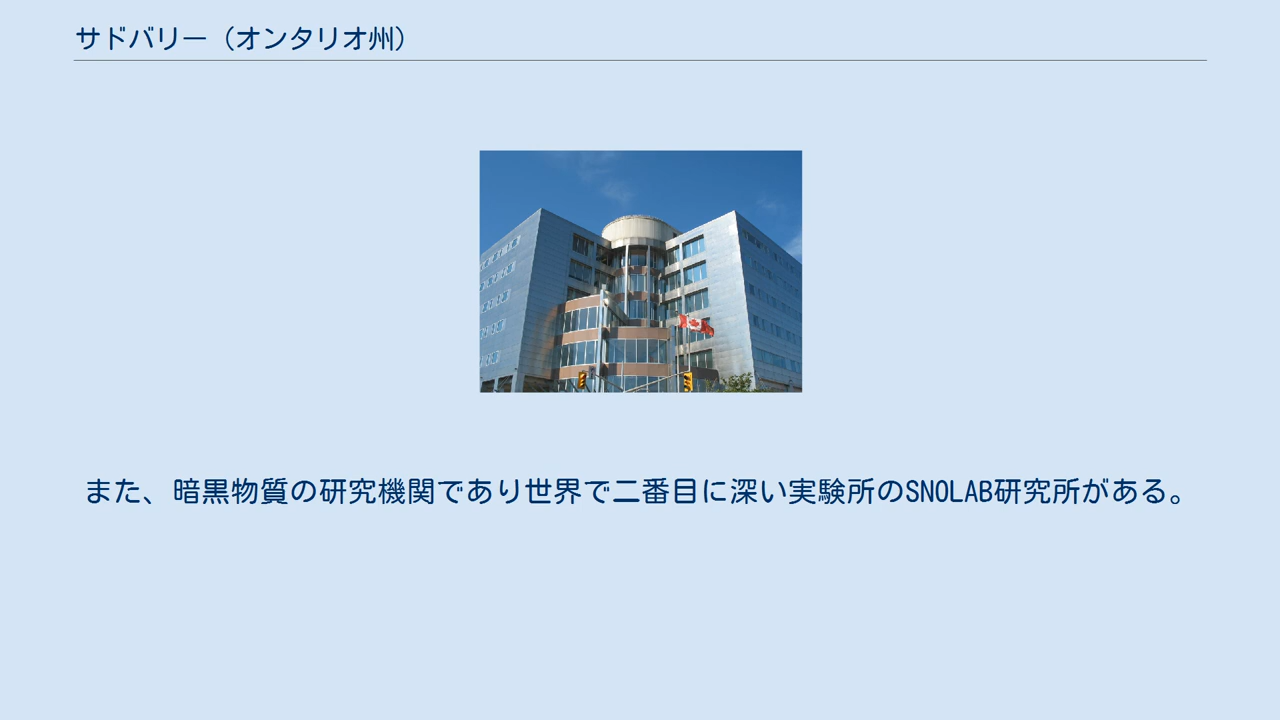 サドバリー（オンタリオ州）
また、暗黒物質の研究機関であり世界で二番目に深い実験所のSNOLAB研究所がある。